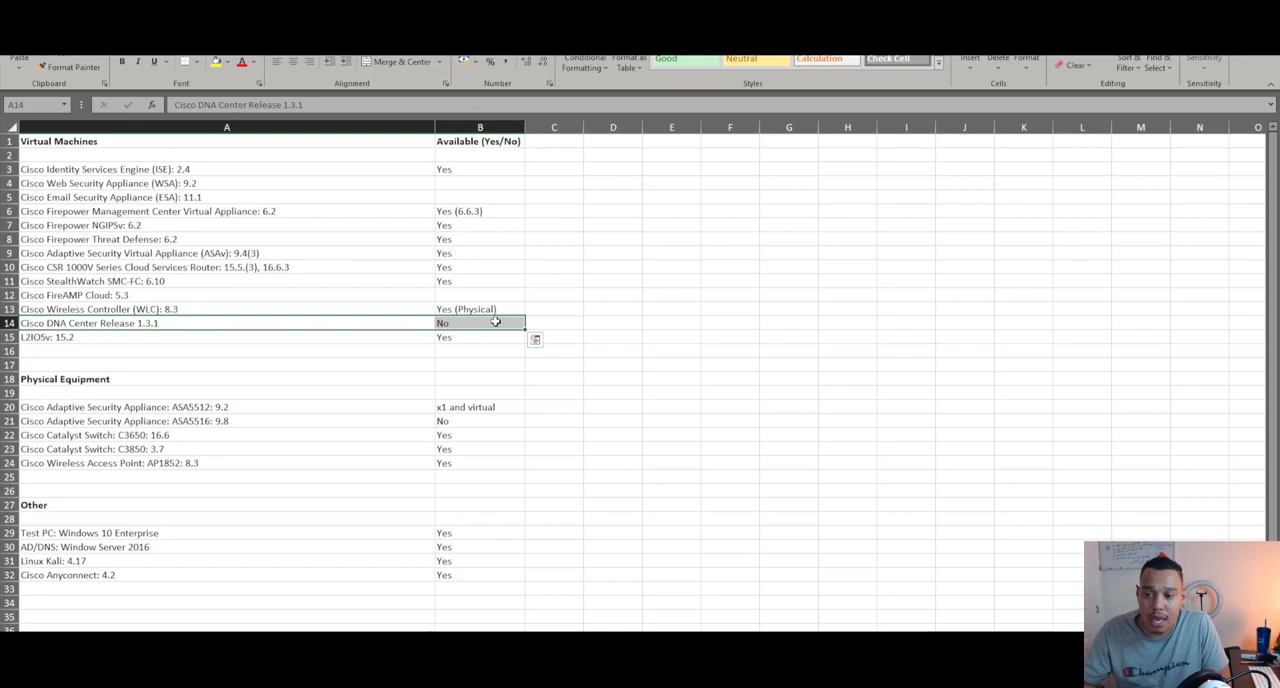 Paste
Format Painter
B I U
A
Merge & Center
%
Conditional Formatting
Format as Table
Good
Neutral
Calculation
Check Cell
Insert Delete Format
Clear
Sort & Filter
Find & Select
Sensitivity
Clipboard Font Alignment Number Styles Cells Editing Sensitivity
A14 fx Cisco DNA Center Release 1.3.1
A B C D E F G H I J K L M N O
1 Virtual Machines Available (Yes/No)
2
3 Cisco Identity Services Engine (ISE): 2.4 Yes
4 Cisco Web Security Appliance (WSA): 9.2
5 Cisco Email Security Appliance (ESA): 11.1
6 Cisco Firepower Management Center Virtual Appliance: 6.2 Yes (6.6.3)
7 Cisco Firepower NGIPSv: 6.2 Yes
8 Cisco Firepower Threat Defense: 6.2 Yes
9 Cisco Adaptive Security Virtual Appliance (ASAv): 9.4(3) Yes
10 Cisco CSR 1000V Series Cloud Services Router: 15.5.(3), 16.6.3 Yes
11 Cisco StealthWatch SMC-FC: 6.10 Yes
12 Cisco FireAMP Cloud: 5.3
13 Cisco Wireless Controller (WLC): 8.3 Yes (Physical)
14 Cisco DNA Center Release 1.3.1 No
15 L2IOSv: 15.2 Yes
16
17
18 Physical Equipment
19
20 Cisco Adaptive Security Appliance: ASA5512: 9.2 x1 and virtual
21 Cisco Adaptive Security Appliance: ASA5516: 9.8 No
22 Cisco Catalyst Switch: C3650: 16.6 Yes
23 Cisco Catalyst Switch: C3850: 3.7 Yes
24 Cisco Wireless Access Point: AP1852: 8.3 Yes
25
26
27 Other
28
29 Test PC: Windows 10 Enterprise Yes
30 AD/DNS: Window Server 2016 Yes
31 Linux Kali: 4.17 Yes
32 Cisco Anyconnect: 4.2 Yes
33
34
35
Champion